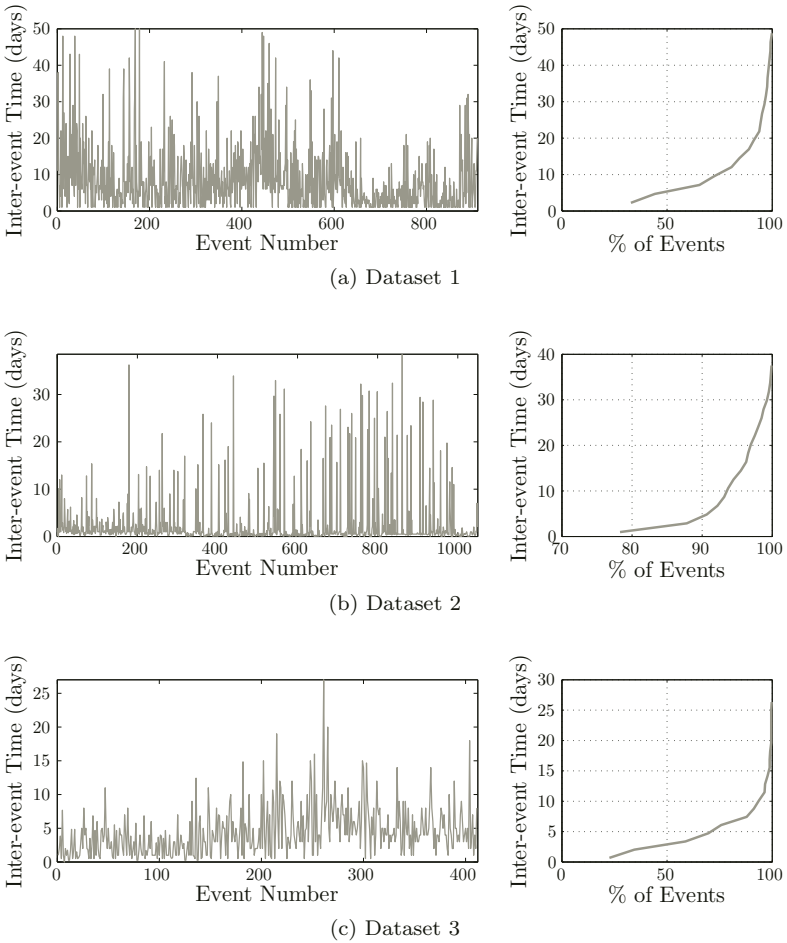 Inter-event Time (days)
50
40
30
20
10
0
0 200 400 600 800
Event Number
Inter-event Time (days)
50
40
30
20
10
0
0 50 100
% of Events
(a) Dataset 1
Inter-event Time (days)
30
20
10
0
0 200 400 600 800 1000
Event Number
Inter-event Time (days)
40
30
20
10
0
70 80 90 100
% of Events
(b) Dataset 2
Inter-event Time (days)
25
20
15
10
5
0
0 100 200 300 400
Event Number
Inter-event Time (days)
30
25
20
15
10
5
0
0 50 100
% of Events
(c) Dataset 3